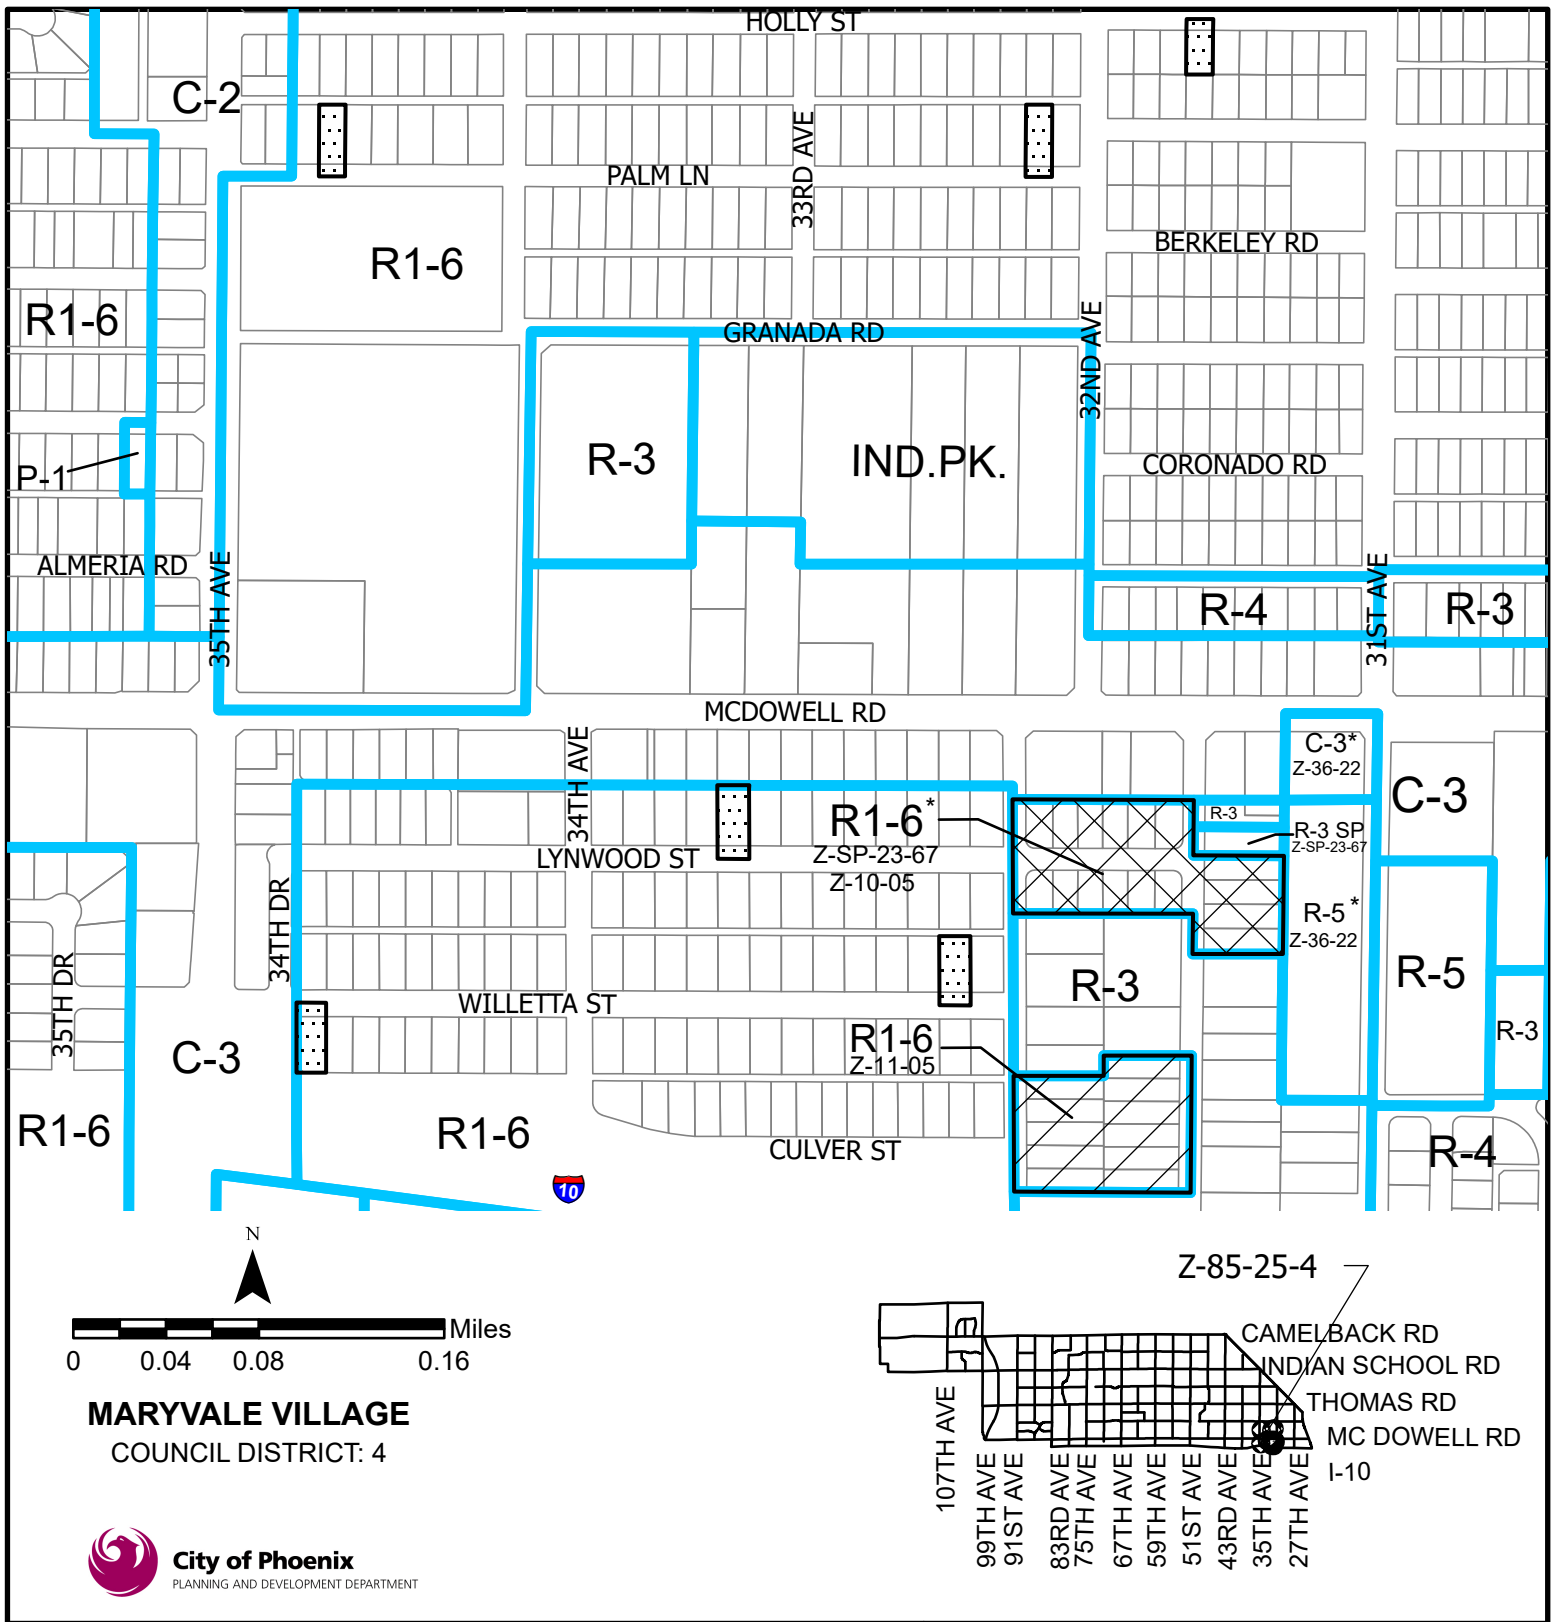 HOLLY ST
C-2
PALM LN
33RD AVE
R1-6
BERKELEY RD
R1-6
GRANADA RD
32ND AVE
R-3
IND.PK.
CORONADO RD
P-1
ALMERIA RD
35TH AVE
R-4
31ST AVE
R-3
MCDOWELL RD
34TH AVE
C-3*
Z-36-22
C-3
R1-6*
Z-SP-23-67
Z-10-05
R-3
R-3 SP
Z-SP-23-67
LYNWOOD ST
34TH DR
R-5*
Z-36-22
R-5
35TH DR
R-3
WILLETTA ST
R-3
C-3
R1-6
Z-11-05
R1-6
R1-6
CULVER ST
R-4
10
N
Miles
0 0.04 0.08 0.16
MARYVALE VILLAGE
COUNCIL DISTRICT: 4
City of Phoenix
PLANNING AND DEVELOPMENT DEPARTMENT
Z-85-25-4
CAMELBACK RD
INDIAN SCHOOL RD
THOMAS RD
MC DOWELL RD
I-10
107TH AVE
99TH AVE
91ST AVE
83RD AVE
75TH AVE
67TH AVE
59TH AVE
51ST AVE
43RD AVE
35TH AVE
27TH AVE